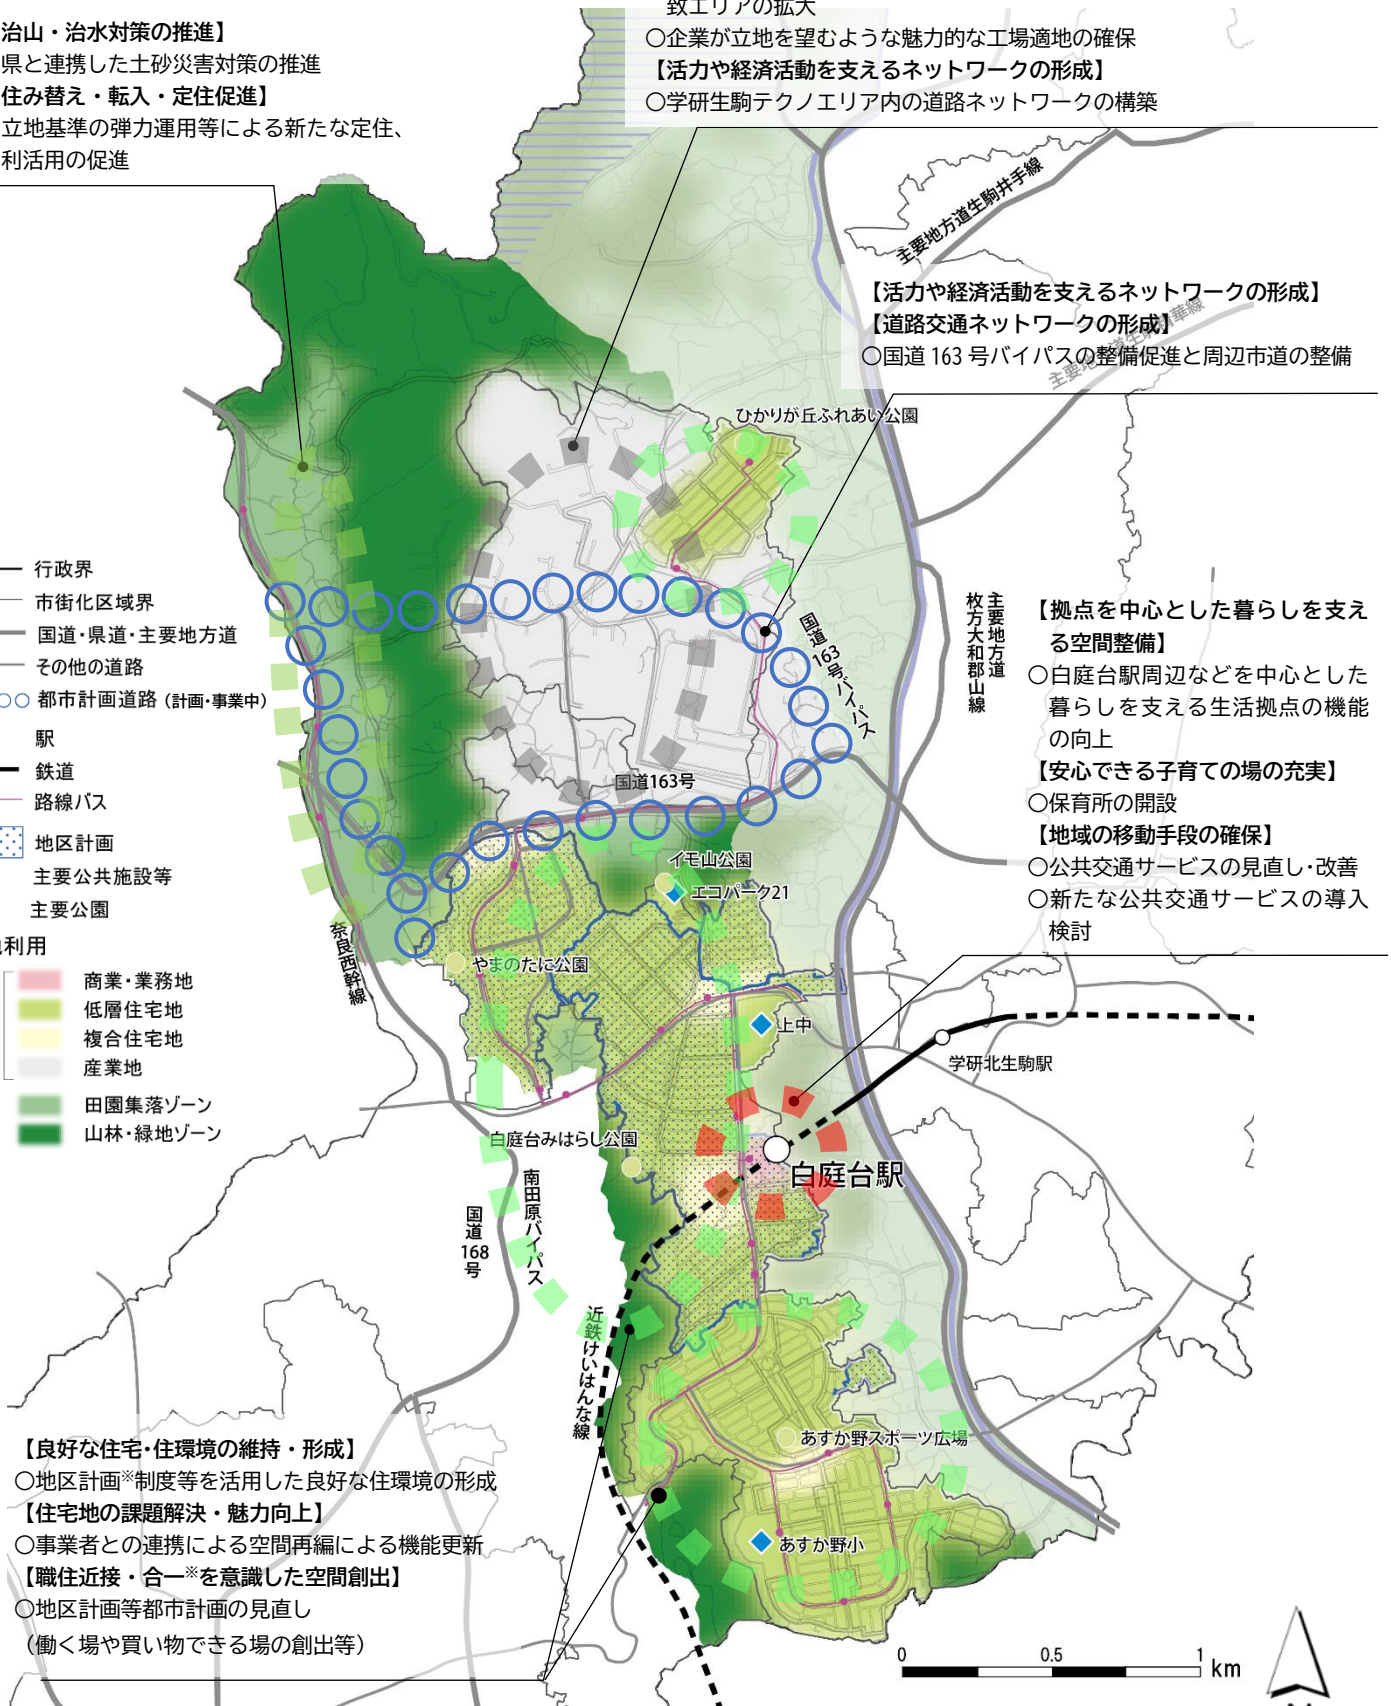 治山・治水対策の推進】
県と連携した土砂災害対策の推進
住み替え・転入・定住促進】
立地基準の弾力運用等による新たな定住、
利活用の促進
致エリアの拡大
○企業が立地を望むような魅力的な工場適地の確保
【活力や経済活動を支えるネットワークの形成】
○学研生駒テクノエリア内の道路ネットワークの構築
主要地方道生駒井手線
【活力や経済活動を支えるネットワークの形成】
【道路交通ネットワークの形成】
○国道 163 号バイパスの整備促進と周辺市道の整備
ひかりが丘ふれあい公園
行政界
市街化区域界
国道・県道・主要地方道
その他の道路
都市計画道路（計画・事業中）
駅
鉄道
路線バス
地区計画
主要公共施設等
主要公園
利用
商業・業務地
低層住宅地
複合住宅地
産業地
田園集落ゾーン
山林・緑地ゾーン
国道163号バイパス
主要地方道
枚方大和郡山線
【拠点を中心とした暮らしを支え
る空間整備】
○白庭台駅周辺などを中心とした
暮らしを支える生活拠点の機能
の向上
【安心できる子育ての場の充実】
○保育所の開設
【地域の移動手段の確保】
○公共交通サービスの見直し・改善
○新たな公共交通サービスの導入
検討
国道163号
イモ山公園
エコパーク21
やまのたに公園
奈良西幹線
上中
学研北生駒駅
白庭台みはらし公園
白庭台駅
南田原バイパス
国道168号
近鉄けいはんな線
あすか野スポーツ広場
あすか野小
【良好な住宅・住環境の維持・形成】
○地区計画※制度等を活用した良好な住環境の形成
【住宅地の課題解決・魅力向上】
○事業者との連携による空間再編による機能更新
【職住近接・合一※を意識した空間創出】
○地区計画等都市計画の見直し
（働く場や買い物できる場の創出等）
0 0.5 1 km